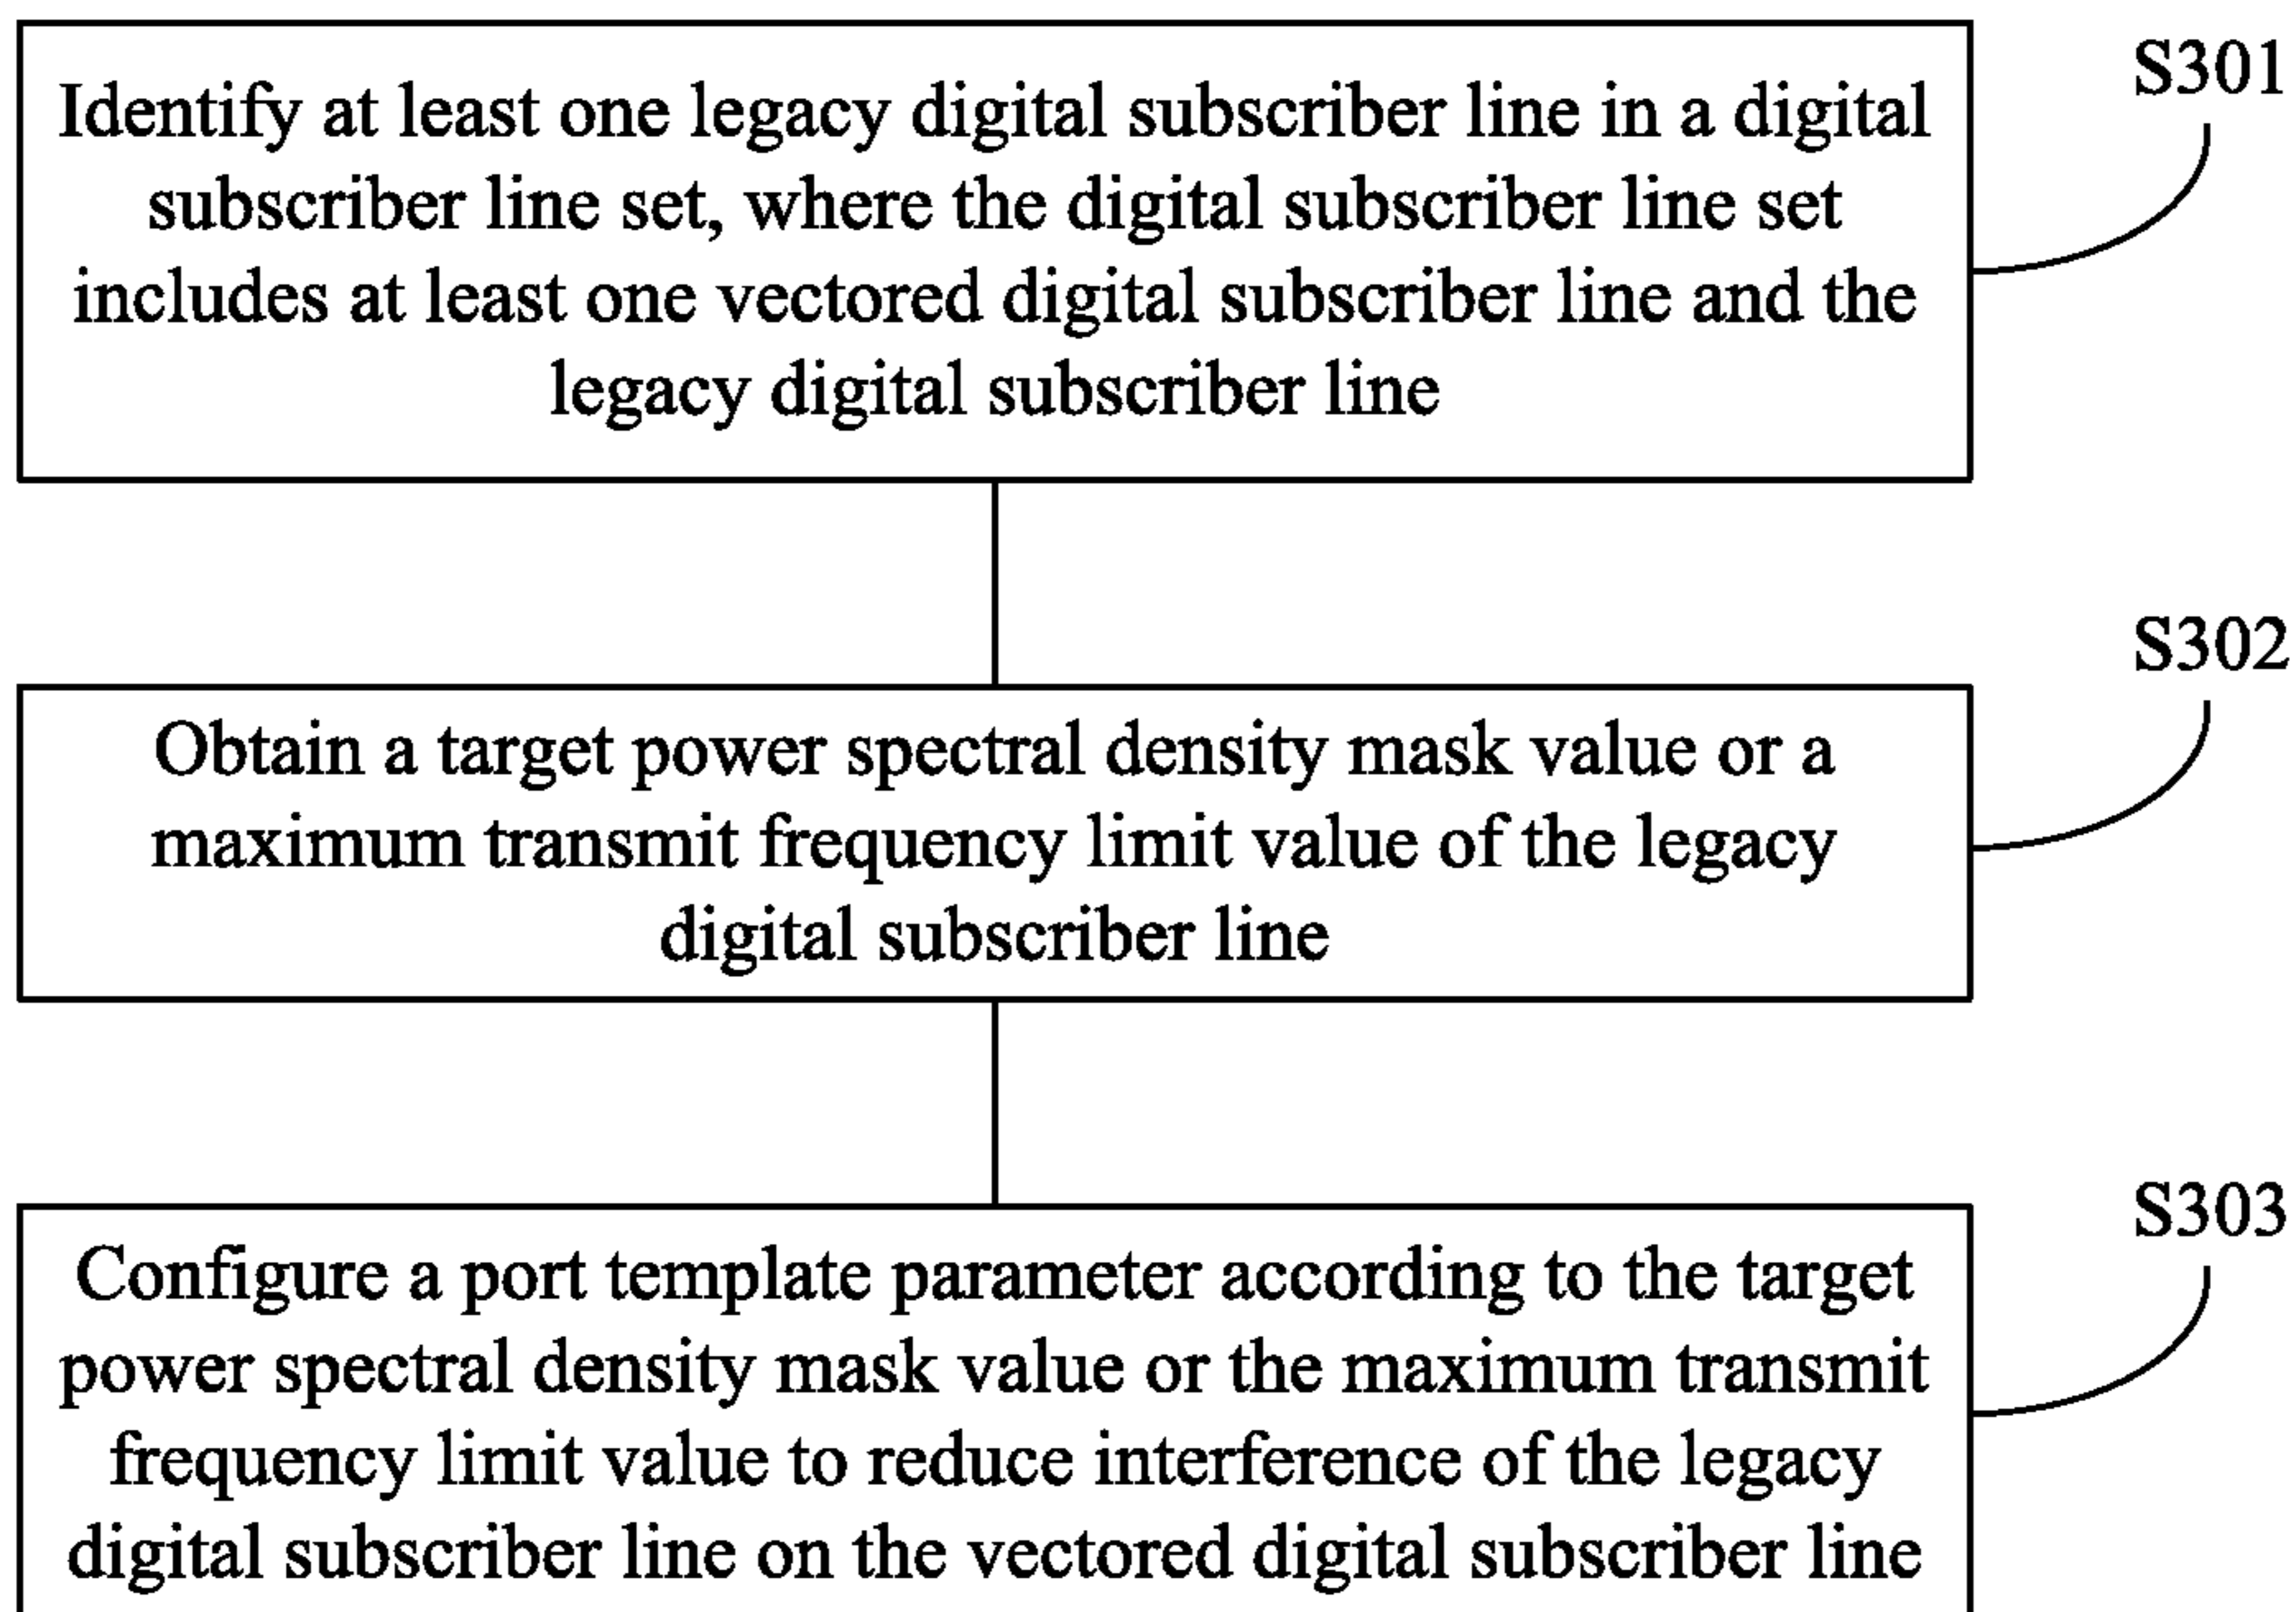 Identify at least one legacy digital subscriber line in a digital
subscriber line set, where the digital subscriber line set
includes at least one vectored digital subscriber line and the
legacy digital subscriber line
S301
Obtain a target power spectral density mask value or a
maximum transmit frequency limit value of the legacy
digital subscriber line
S302
Configure a port template parameter according to the target
power spectral density mask value or the maximum transmit
frequency limit value to reduce interference of the legacy
digital subscriber line on the vectored digital subscriber line
S303